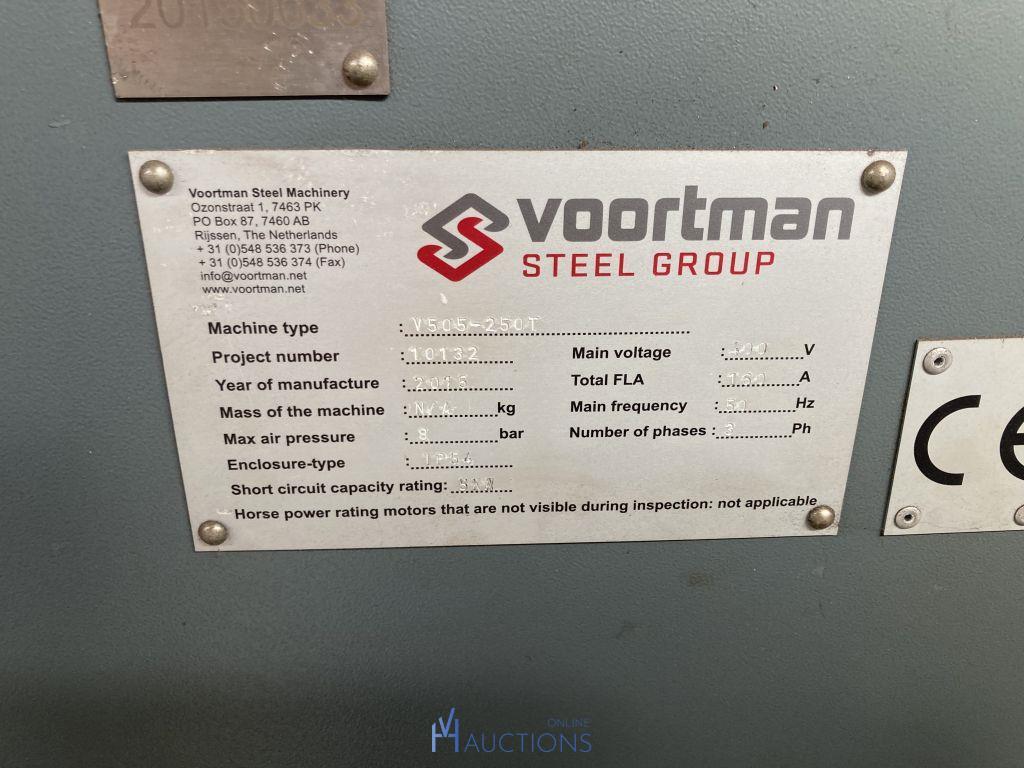 Voortman Steel Machinery
Ozonstraat 1, 7463 PK
PO Box 87, 7460 AB
Rijssen, The Netherlands
+ 31 (0)548 536 373 (Phone)
+ 31 (0)548 536 374 (Fax)
info@voortman.net
www.voortman.net
voortman
STEEL GROUP
Machine type : V505-250T
Project number : 10132
Year of manufacture : 2015
Mass of the machine : N/A kg
Max air pressure : 8 bar
Enclosure-type : IP54
Short circuit capacity rating:
Main voltage : 400 V
Total FLA : 160 A
Main frequency : 50 Hz
Number of phases : 3 Ph
Horse power rating motors that are not visible during inspection: not applicable
CE
VH ONLINE
AUCTIONS